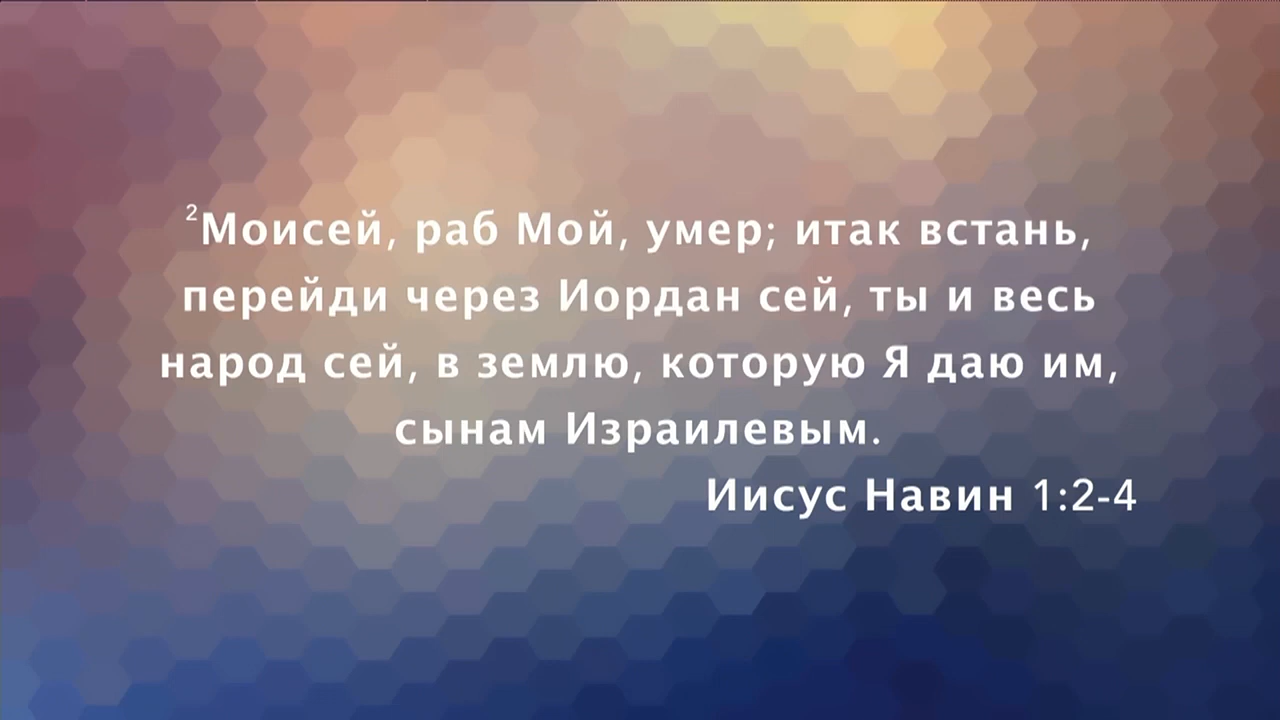 ²Моисей, раб Мой, умер; итак встань,
перейди через Иордан сей, ты и весь
народ сей, в землю, которую Я даю им,
сынам Израилевым.
Иисус Навин 1:2-4